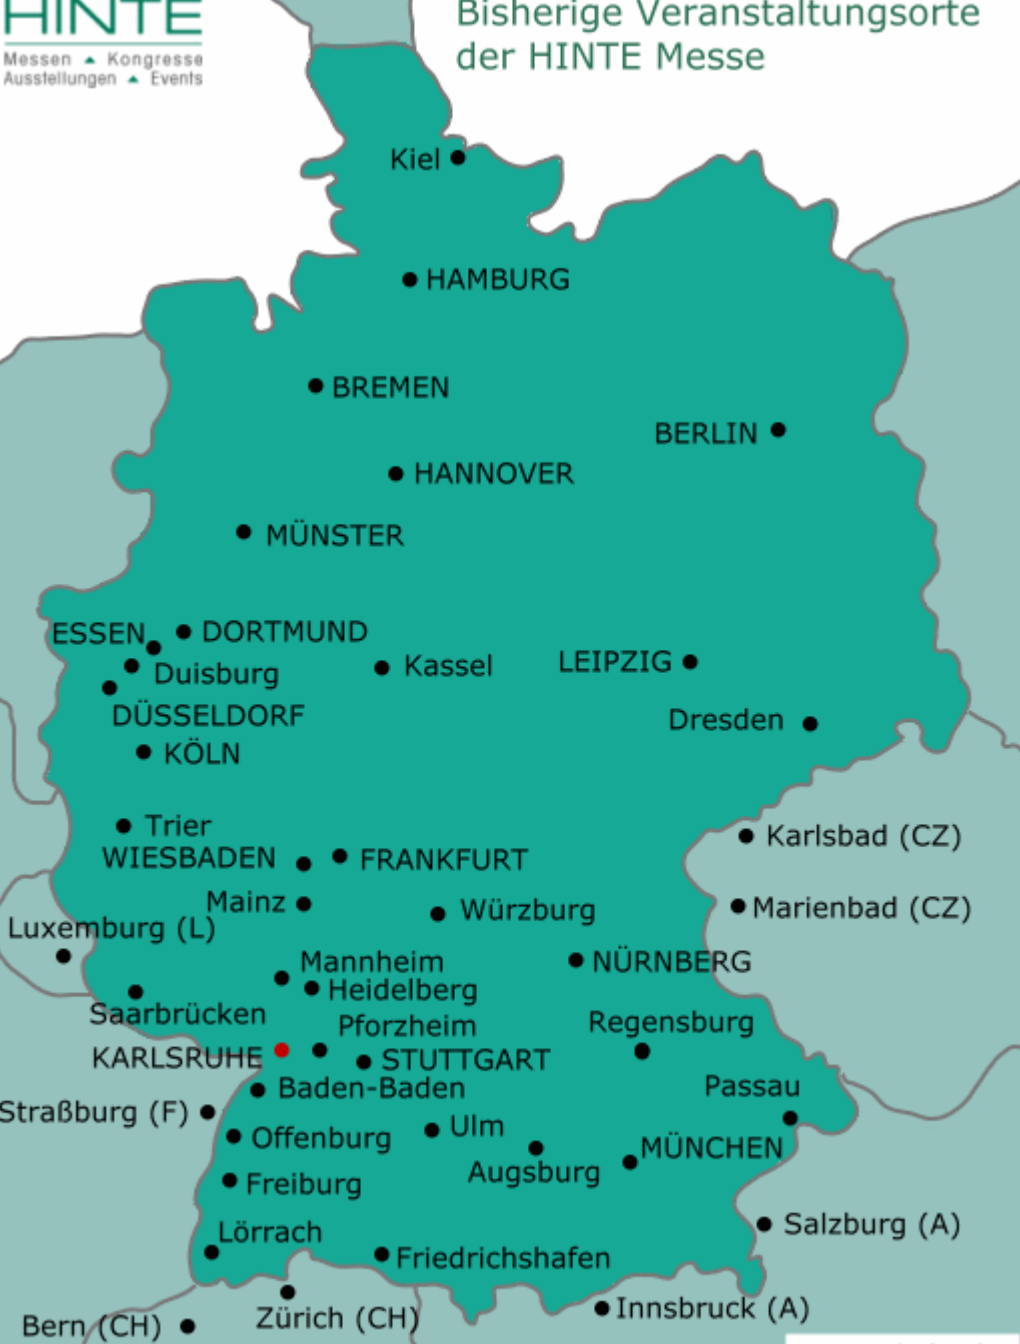 HINTE
Messen ▲ Kongresse
Ausstellungen ▲ Events
Bisherige Veranstaltungsorte
der HINTE Messe
Kiel
HAMBURG
BREMEN
BERLIN
HANNOVER
MÜNSTER
ESSEN
DORTMUND
Duisburg
Kassel
LEIPZIG
DÜSSELDORF
Dresden
KÖLN
Trier
Karlsbad (CZ)
WIESBADEN
FRANKFURT
Mainz
Würzburg
Marienbad (CZ)
Luxemburg (L)
Mannheim
NÜRNBERG
Heidelberg
Saarbrücken
Pforzheim
Regensburg
KARLSRUHE
STUTTGART
Baden-Baden
Passau
Straßburg (F)
Offenburg
Ulm
MÜNCHEN
Augsburg
Freiburg
Lörrach
Salzburg (A)
Friedrichshafen
Innsbruck (A)
Zürich (CH)
Bern (CH)